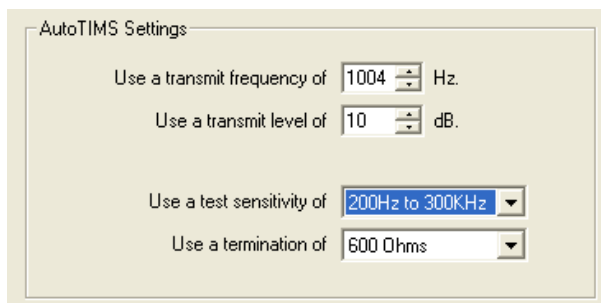 AutoTIMS Settings
Use a transmit frequency of 1004 Hz.
Use a transmit level of 10 dB.
Use a test sensitivity of 200Hz to 300KHz
Use a termination of 600 Ohms